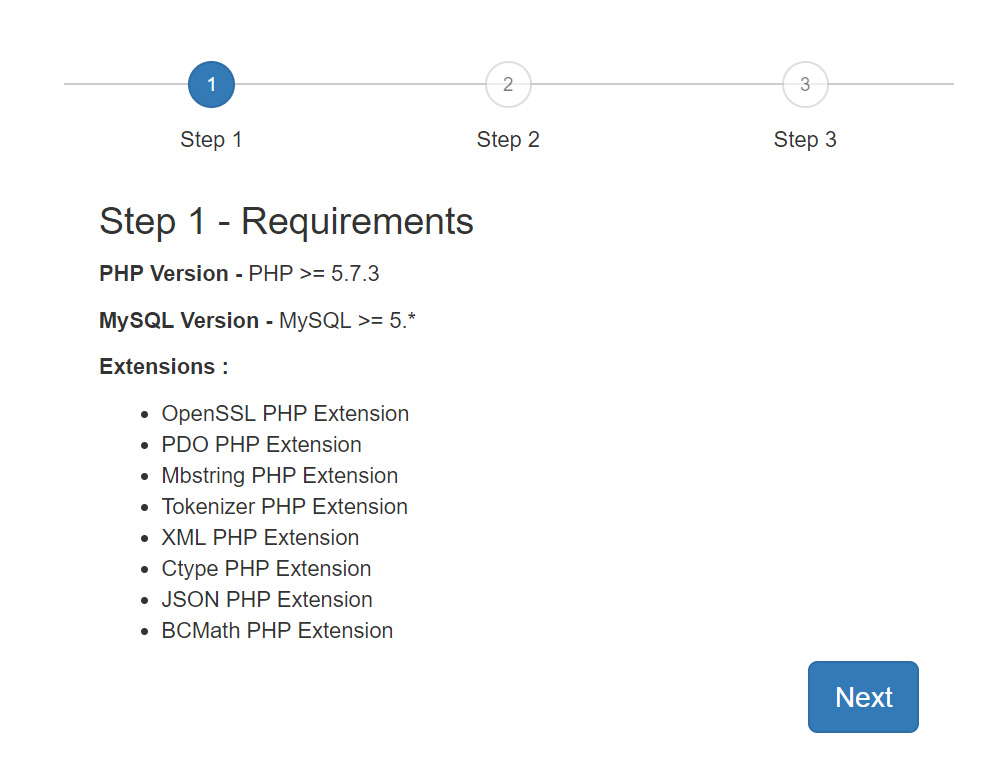 1 2 3
Step 1 Step 2 Step 3
Step 1 - Requirements
PHP Version - PHP >= 5.7.3
MySQL Version - MySQL >= 5.*
Extensions :
OpenSSL PHP Extension
PDO PHP Extension
Mbstring PHP Extension
Tokenizer PHP Extension
XML PHP Extension
Ctype PHP Extension
JSON PHP Extension
BCMath PHP Extension
Next